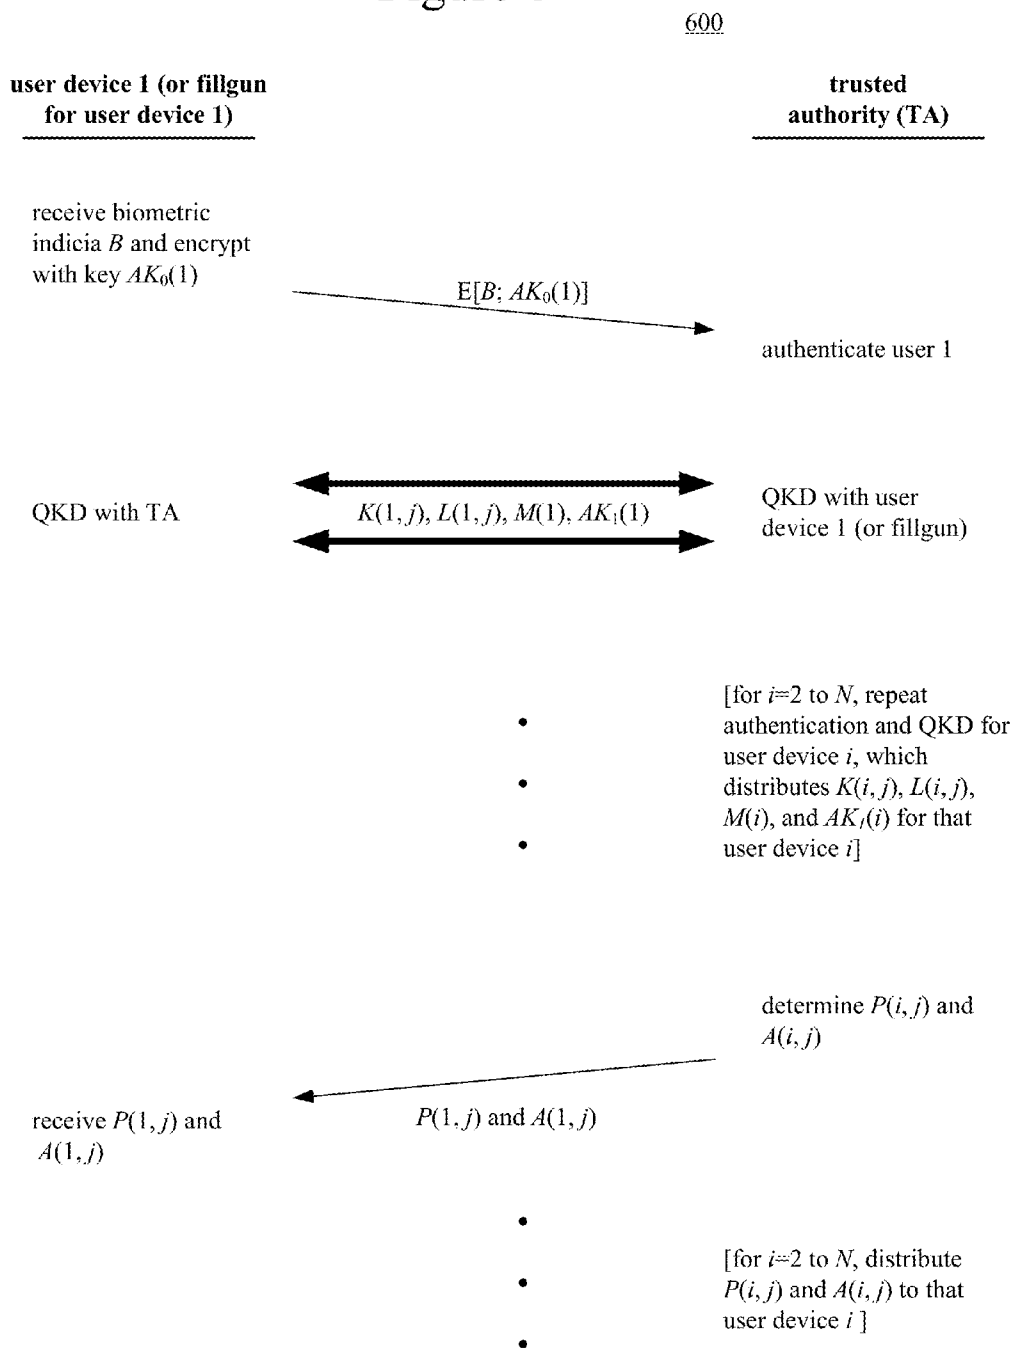 600
user device 1 (or fillgun
for user device 1)
trusted
authority (TA)
receive biometric
indicia B and encrypt
with key AK₀(1)
E[B; AK₀(1)]
authenticate user 1
QKD with TA
K(1,j), L(1,j), M(1), AK₁(1)
QKD with user
device 1 (or fillgun)
[for i=2 to N, repeat
authentication and QKD for
user device i, which
distributes K(i,j), L(i,j),
M(i), and AK₁(i) for that
user device i]
determine P(i,j) and
A(i,j)
P(1,j) and A(1,j)
receive P(1,j) and
A(1,j)
[for i=2 to N, distribute
P(i,j) and A(i,j) to that
user device i ]